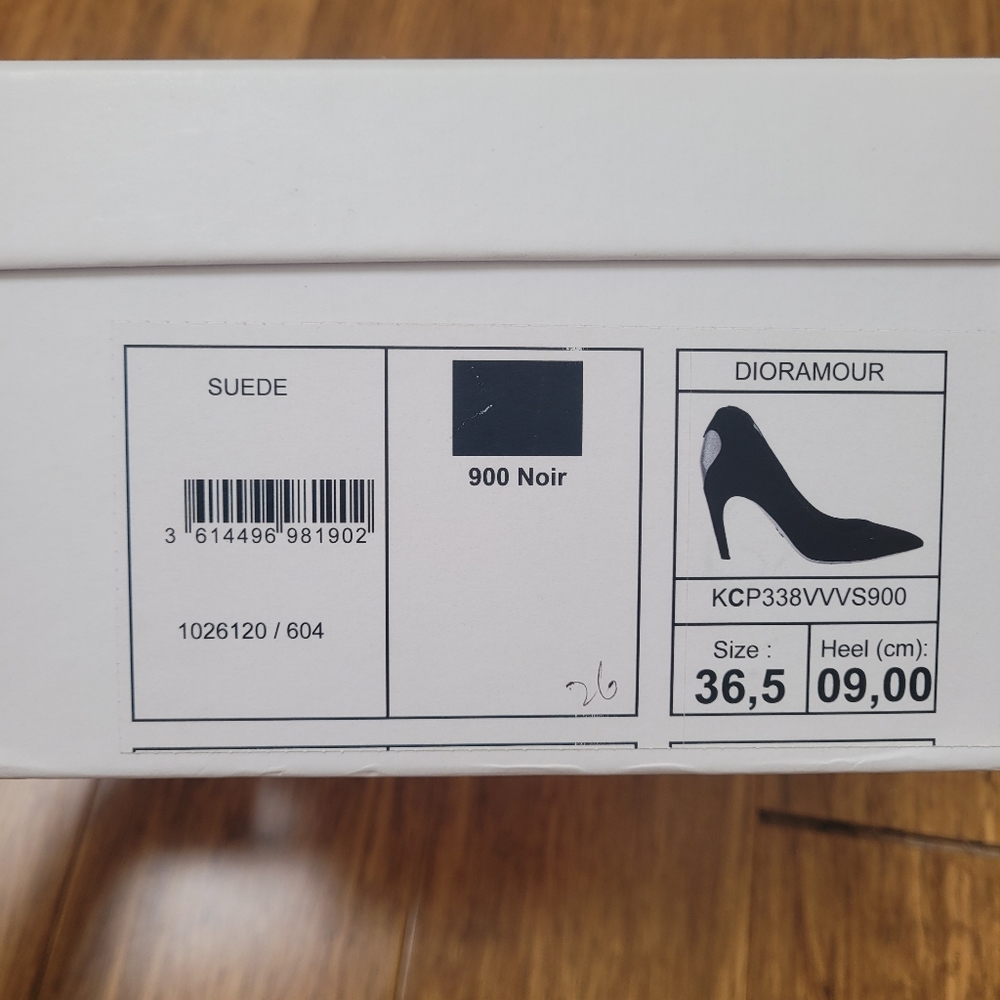 SUEDE
3 614496 981902
1026120 / 604
900 Noir
26
DIORAMOUR
KCP338VVVS900
Size :
36,5
Heel (cm):
09,00